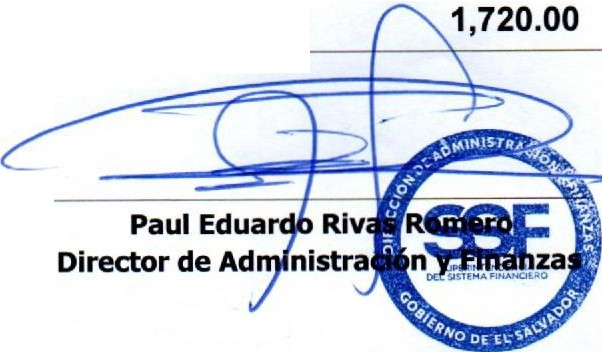 1,720.00
Paul Eduardo Rivas Romero
Director de Administración y Finanzas
DIRECCIÓN DE ADMINISTRACIÓN Y FINANZAS
SSF
SUPERINTENDENCIA
DEL SISTEMA FINANCIERO
GOBIERNO DE EL SALVADOR